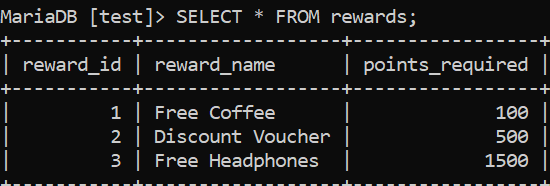 MariaDB [test]> SELECT * FROM rewards;
+-----------+------------------+-----------------+
| reward_id | reward_name      | points_required |
+-----------+------------------+-----------------+
|         1 | Free Coffee      |             100 |
|         2 | Discount Voucher |             500 |
|         3 | Free Headphones  |            1500 |
+-----------+------------------+-----------------+